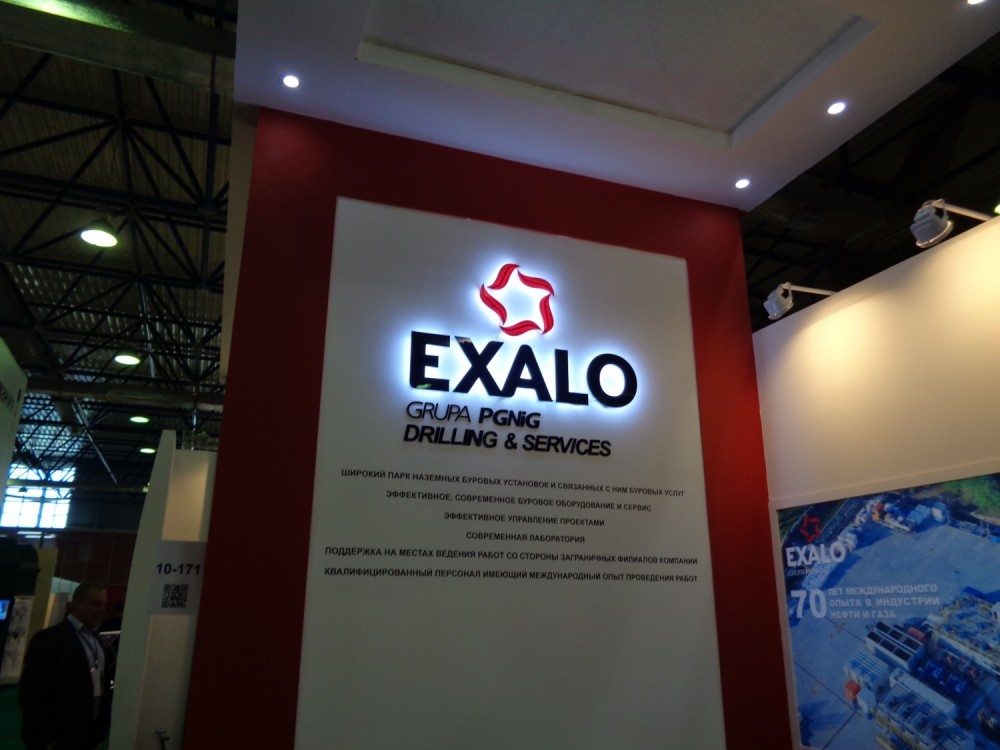 EXALO
GRUPA PGNiG
DRILLING & SERVICES
ШИРОКИЙ ПАРК НАЗЕМНЫХ БУРОВЫХ УСТАНОВОК И СВЯЗАННЫХ С НИМ БУРОВЫХ УСЛУГ
ЭФФЕКТИВНОЕ, СОВРЕМЕННОЕ БУРОВОЕ ОБОРУДОВАНИЕ И СЕРВИС
ЭФФЕКТИВНОЕ УПРАВЛЕНИЕ ПРОЕКТАМИ
СОВРЕМЕННАЯ ЛАБОРАТОРИЯ
ПОДДЕРЖКА НА МЕСТАХ ВЕДЕНИЯ РАБОТ СО СТОРОНЫ ЗАГРАНИЧНЫХ ФИЛИАЛОВ КОМПАНИИ
КВАЛИФИЦИРОВАННЫЙ ПЕРСОНАЛ ИМЕЮЩИЙ МЕЖДУНАРОДНЫЙ ОПЫТ ПРОВЕДЕНИЯ РАБОТ
10-171
EXALO
70 ЛЕТ МЕЖДУНАРОДНОГО
ОПЫТА В ИНДУСТРИИ
НЕФТИ И ГАЗА